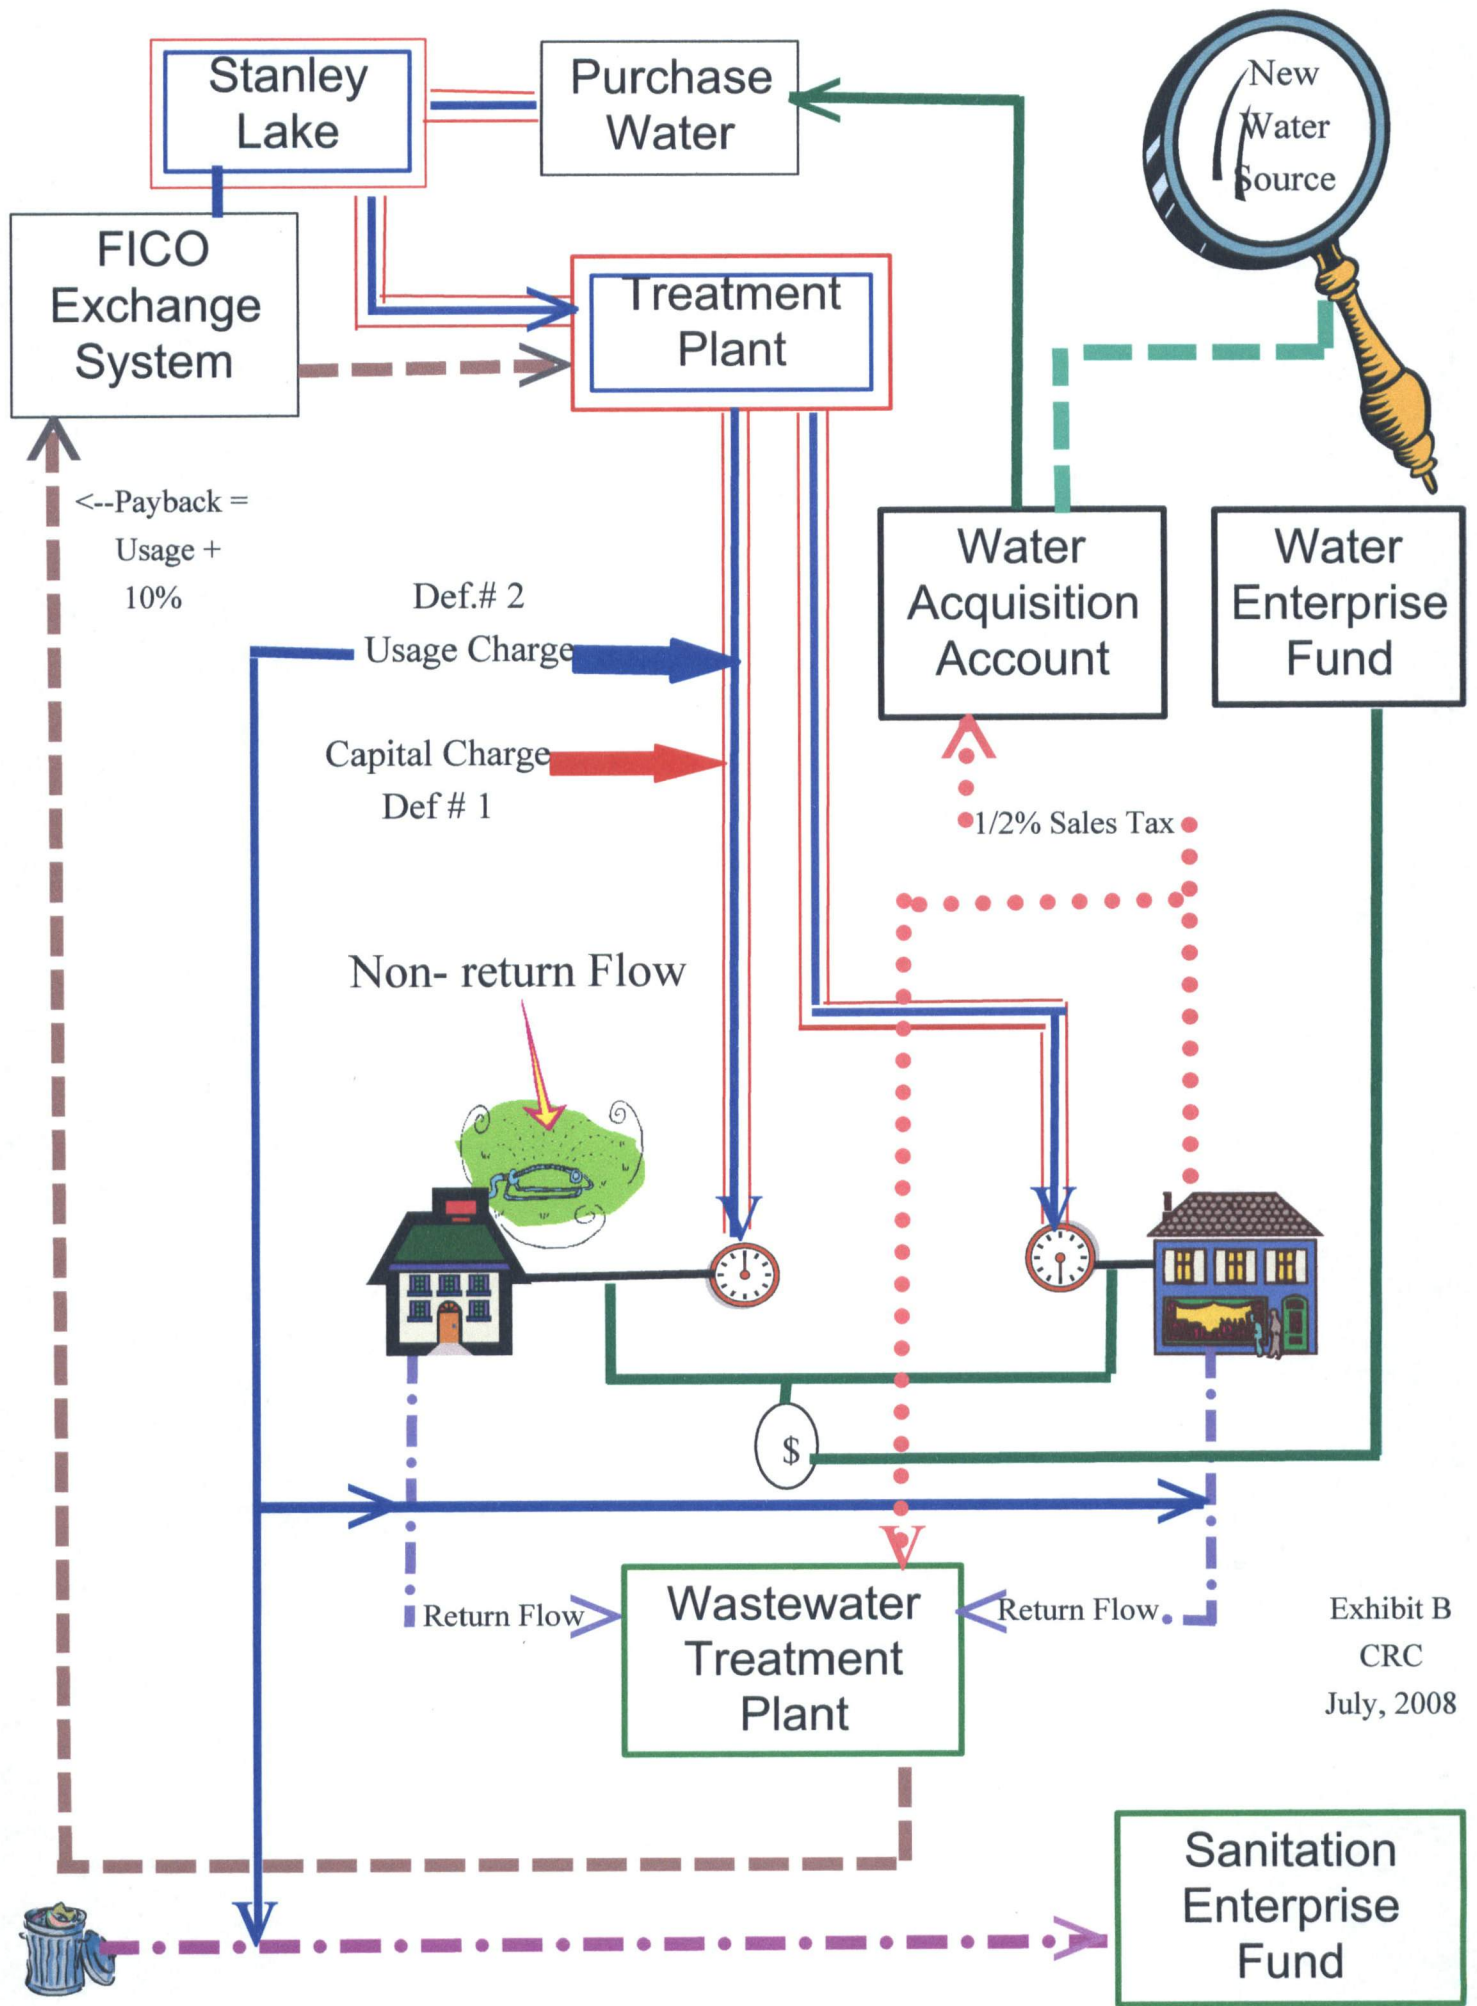 Stanley
Lake
Purchase
Water
New
Water
Source
FICO
Exchange
System
Treatment
Plant
<--Payback =
Usage +
10%
Water
Acquisition
Account
Water
Enterprise
Fund
Def.# 2
Usage Charge
Capital Charge
Def # 1
1/2% Sales Tax
Non- return Flow
$
Return Flow
Wastewater
Treatment
Plant
Return Flow
Exhibit B
CRC
July, 2008
Sanitation
Enterprise
Fund